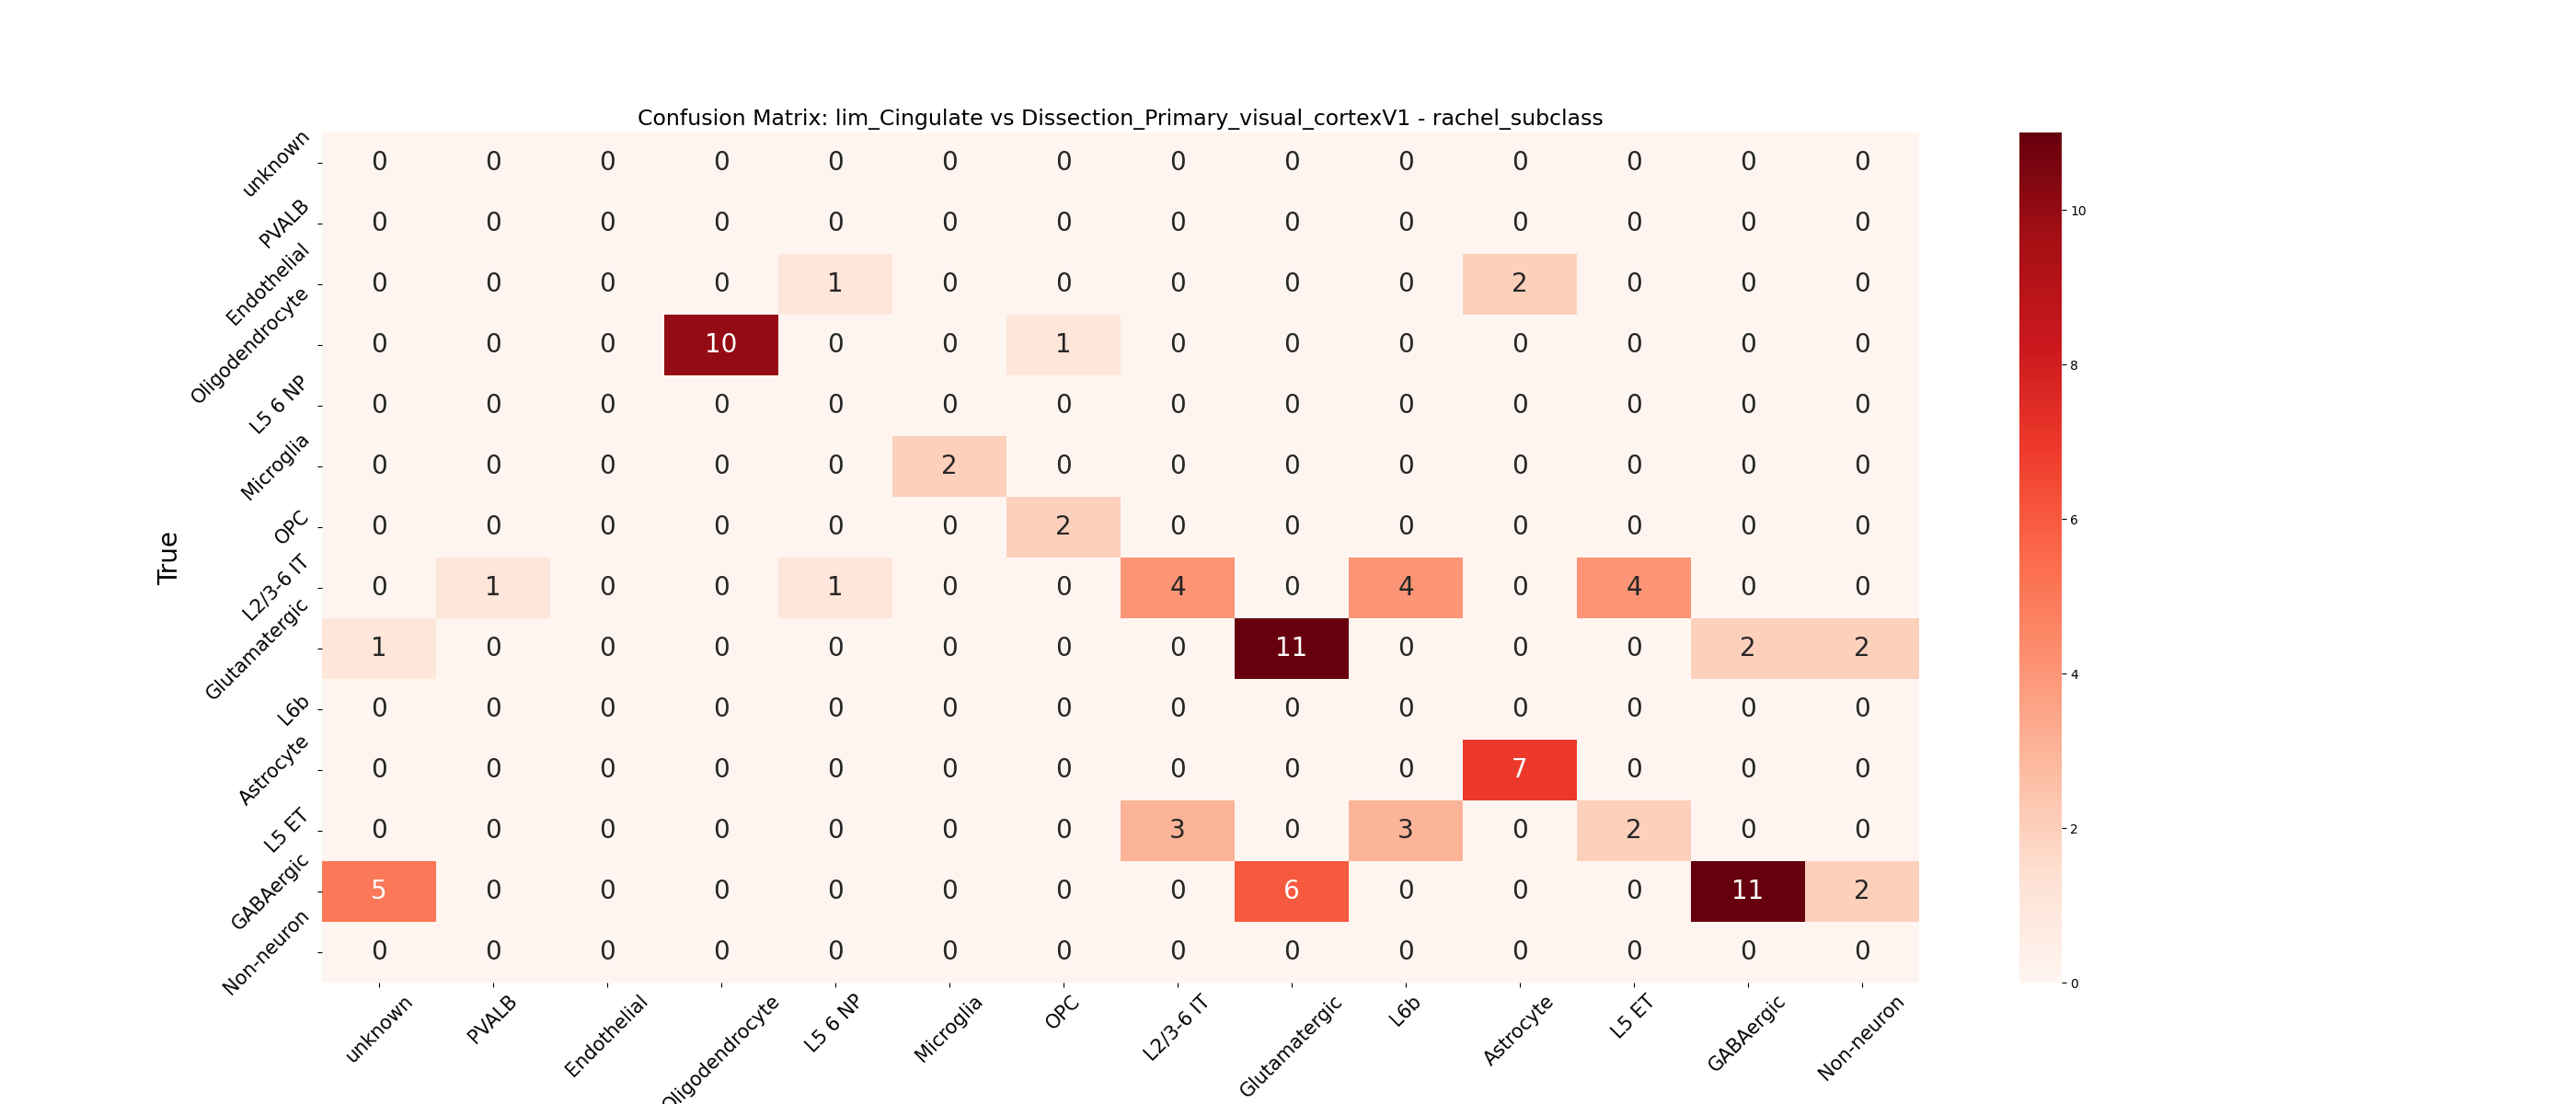 Confusion Matrix: lim_Cingulate vs Dissection_Primary_visual_cortexV1 - rachel_subclass
True
unknown 0 0 0 0 0 0 0 0 0 0 0 0 0 0
PVALB 0 0 0 0 0 0 0 0 0 0 0 0 0 0
Endothelial 0 0 0 0 1 0 0 0 0 0 2 0 0 0
Oligodendrocyte 0 0 0 10 0 0 1 0 0 0 0 0 0 0
L5 6 NP 0 0 0 0 0 0 0 0 0 0 0 0 0 0
Microglia 0 0 0 0 0 2 0 0 0 0 0 0 0 0
OPC 0 0 0 0 0 0 2 0 0 0 0 0 0 0
L2/3-6 IT 0 1 0 0 1 0 0 4 0 4 0 4 0 0
Glutamatergic 1 0 0 0 0 0 0 0 11 0 0 0 2 2
L6b 0 0 0 0 0 0 0 0 0 0 0 0 0 0
Astrocyte 0 0 0 0 0 0 0 0 0 0 7 0 0 0
L5 ET 0 0 0 0 0 0 0 3 0 3 0 2 0 0
GABAergic 5 0 0 0 0 0 0 0 6 0 0 0 11 2
Non-neuron 0 0 0 0 0 0 0 0 0 0 0 0 0 0
unknown PVALB Endothelial Oligodendrocyte L5 6 NP Microglia OPC L2/3-6 IT Glutamatergic L6b Astrocyte L5 ET GABAergic Non-neuron
10
8
6
4
2
0